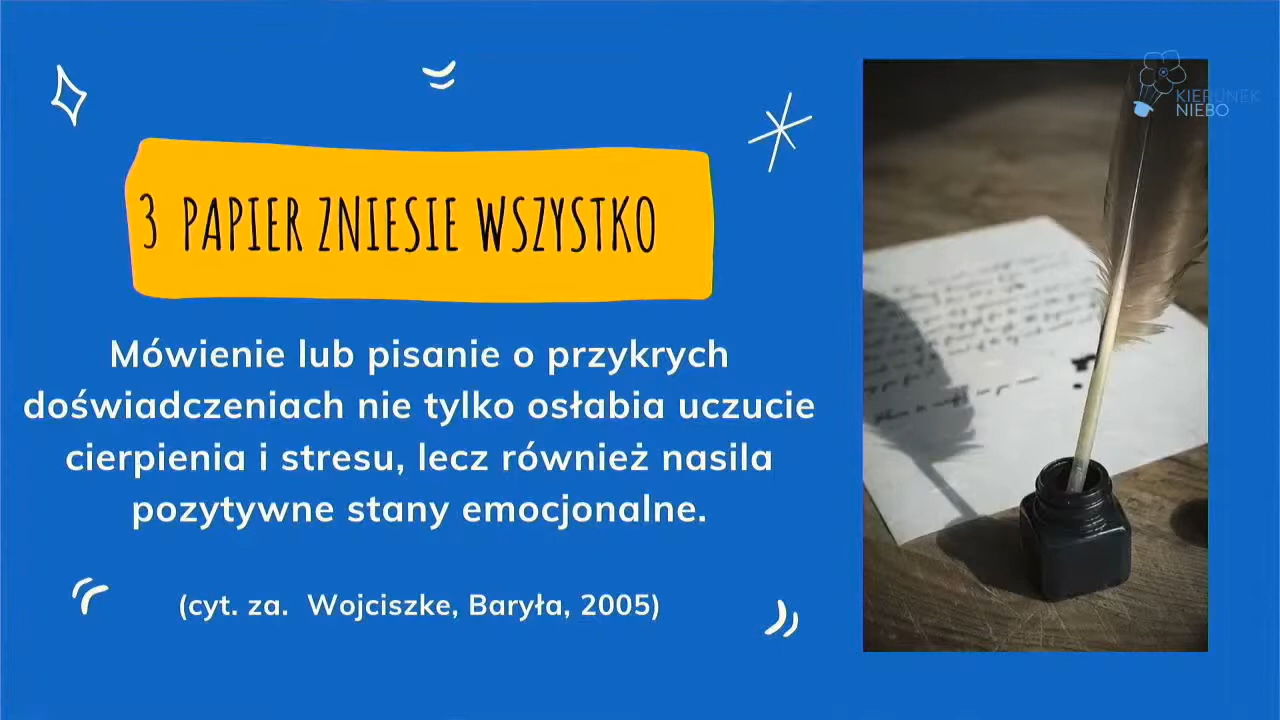 KIERUNEK
NIEBO
3 PAPIER ZNIESIE WSZYSTKO
Mówienie lub pisanie o przykrych
doświadczeniach nie tylko osłabia uczucie
cierpienia i stresu, lecz również nasila
pozytywne stany emocjonalne.
(cyt. za. Wojciszke, Baryła, 2005)